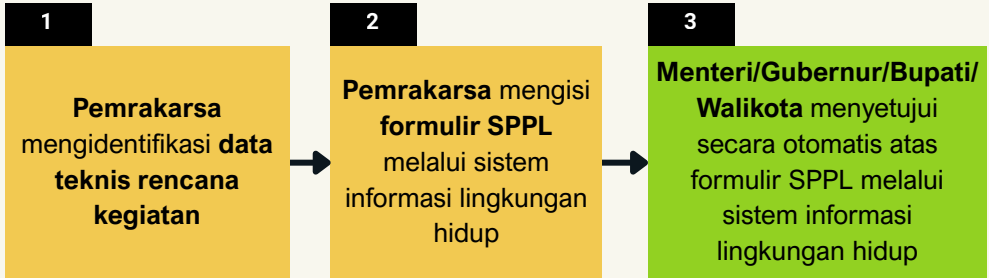 1
Pemrakarsa
mengidentifikasi data
teknis rencana
kegiatan
2
Pemrakarsa mengisi
formulir SPPL
melalui sistem
informasi lingkungan
hidup
3
Menteri/Gubernur/Bupati/
Walikota menyetujui
secara otomatis atas
formulir SPPL melalui
sistem informasi
lingkungan hidup